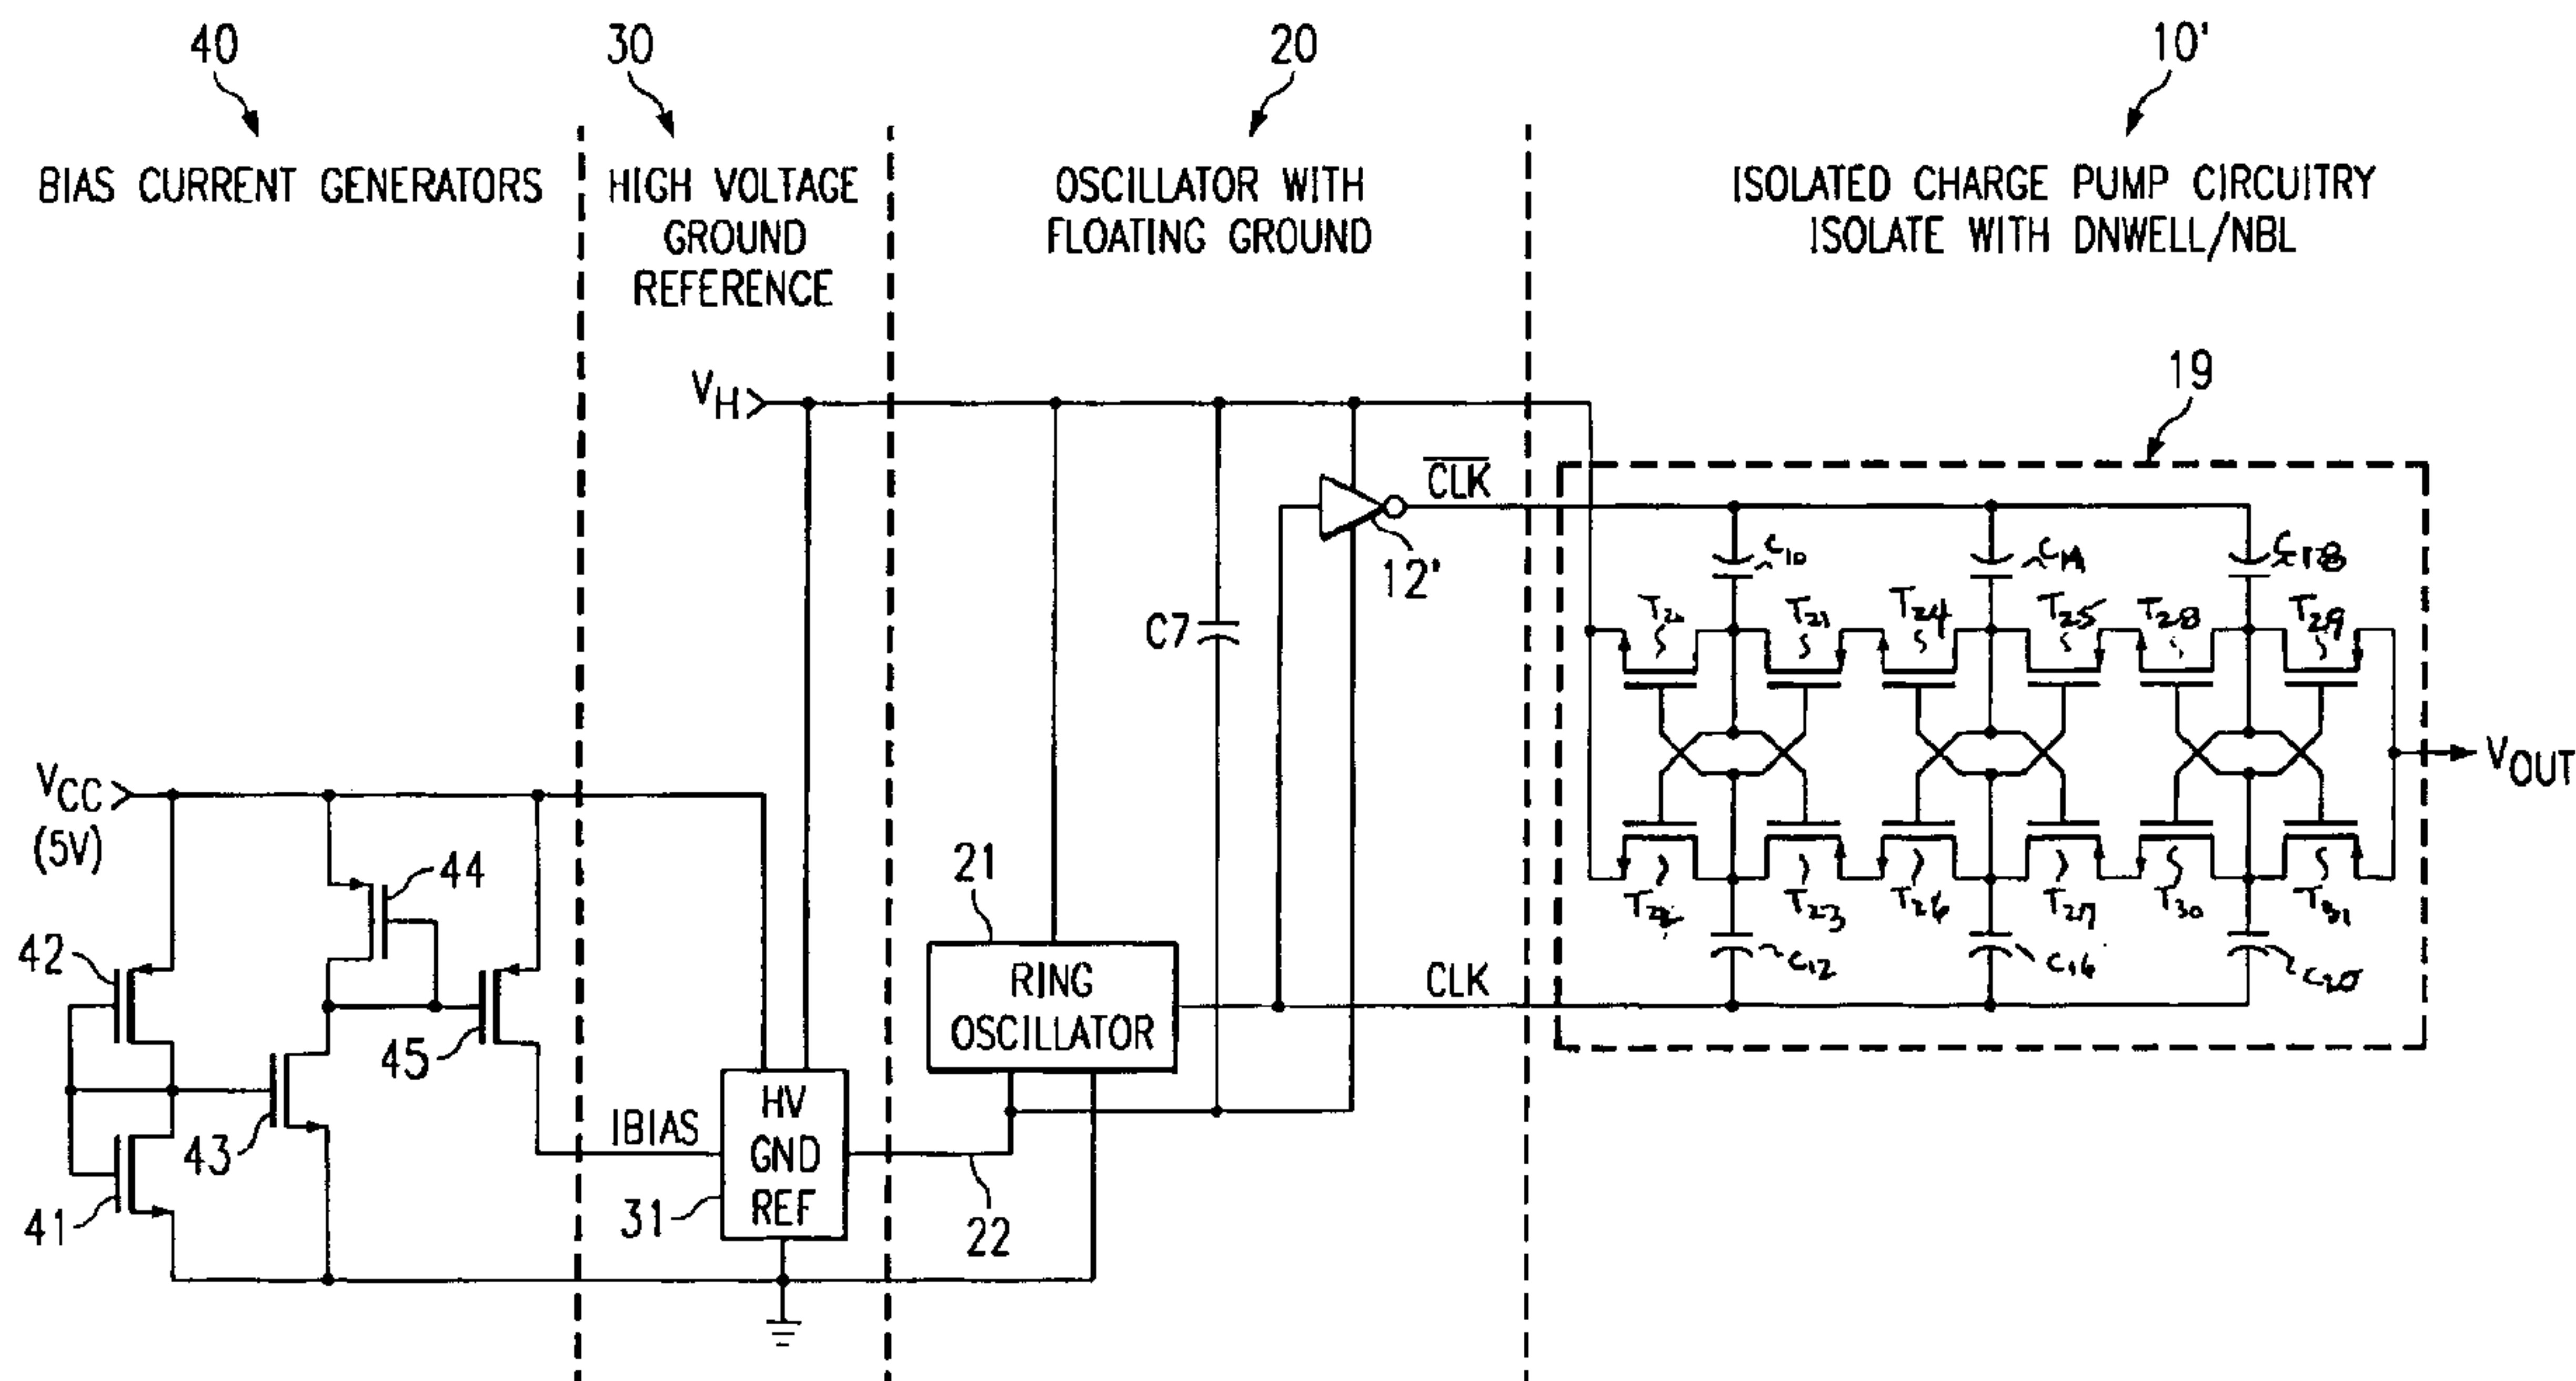 40
30
20
10'
BIAS CURRENT GENERATORS
HIGH VOLTAGE
GROUND
REFERENCE
OSCILLATOR WITH
FLOATING GROUND
ISOLATED CHARGE PUMP CIRCUITRY
ISOLATE WITH DNWELL/NBL
19
VH
CLK
12'
C10
C18
C7
T21
T24
T25
T28
T29
VCC
(5V)
VOUT
44
42
21
RING
OSCILLATOR
T23
T26
T27
T30
T31
C12
C16
C20
CLK
45
43
41
IBIAS
HV
GND
REF
31
22